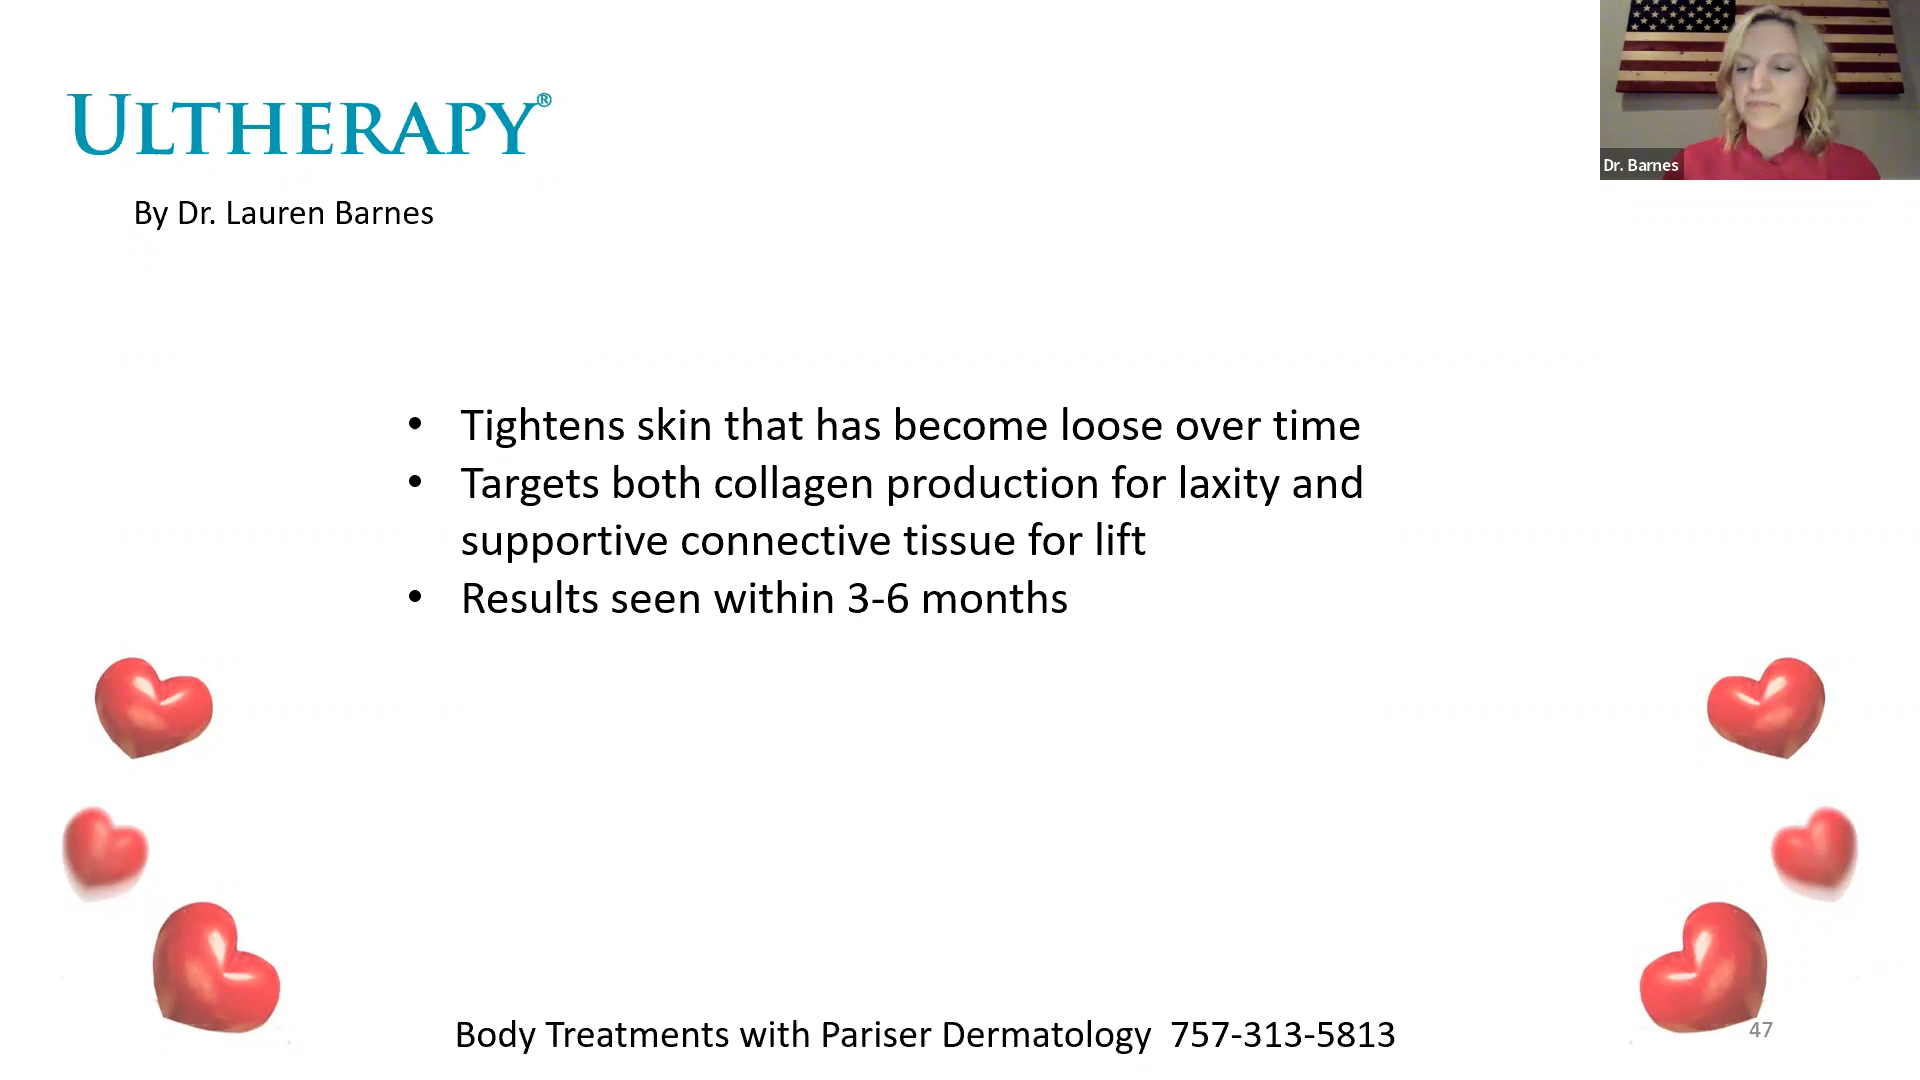 ULTHERAPY®
Dr. Barnes
By Dr. Lauren Barnes
• Tightens skin that has become loose over time
• Targets both collagen production for laxity and
supportive connective tissue for lift
• Results seen within 3-6 months
Body Treatments with Pariser Dermatology 757-313-5813
47